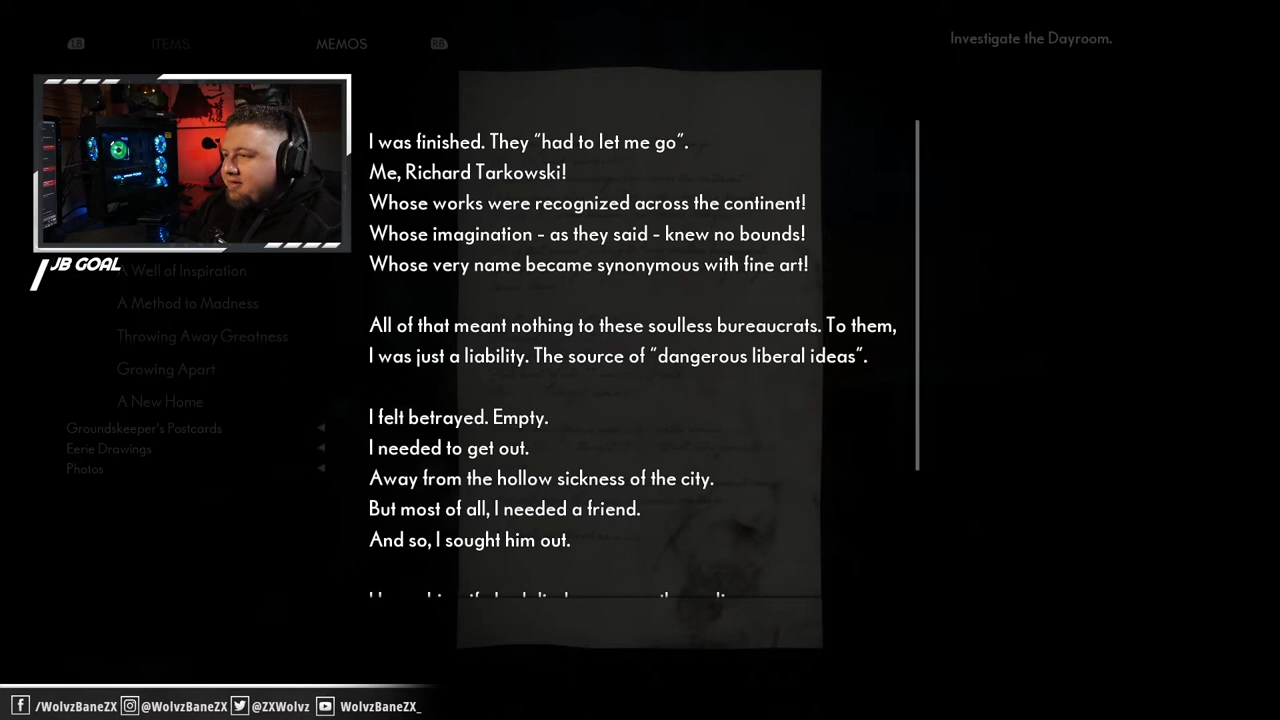 LB
ITEMS
MEMOS
RB
Investigate the Dayroom.
I was finished. They "had to let me go".
Me, Richard Tarkowski!
Whose works were recognized across the continent!
Whose imagination - as they said - knew no bounds!
Whose very name became synonymous with fine art!
All of that meant nothing to these soulless bureaucrats. To them,
I was just a liability. The source of "dangerous liberal ideas".
I felt betrayed. Empty.
I needed to get out.
Away from the hollow sickness of the city.
But most of all, I needed a friend.
And so, I sought him out.
JB GOAL
Well of Inspiration
A Method to Madness
Throwing Away Greatness
Growing Apart
A New Home
Groundskeeper's Postcards
Eerie Drawings
Photos
/WolvzBaneZX
@WolvzBaneZX
@ZXWolvz
WolvzBaneZX_